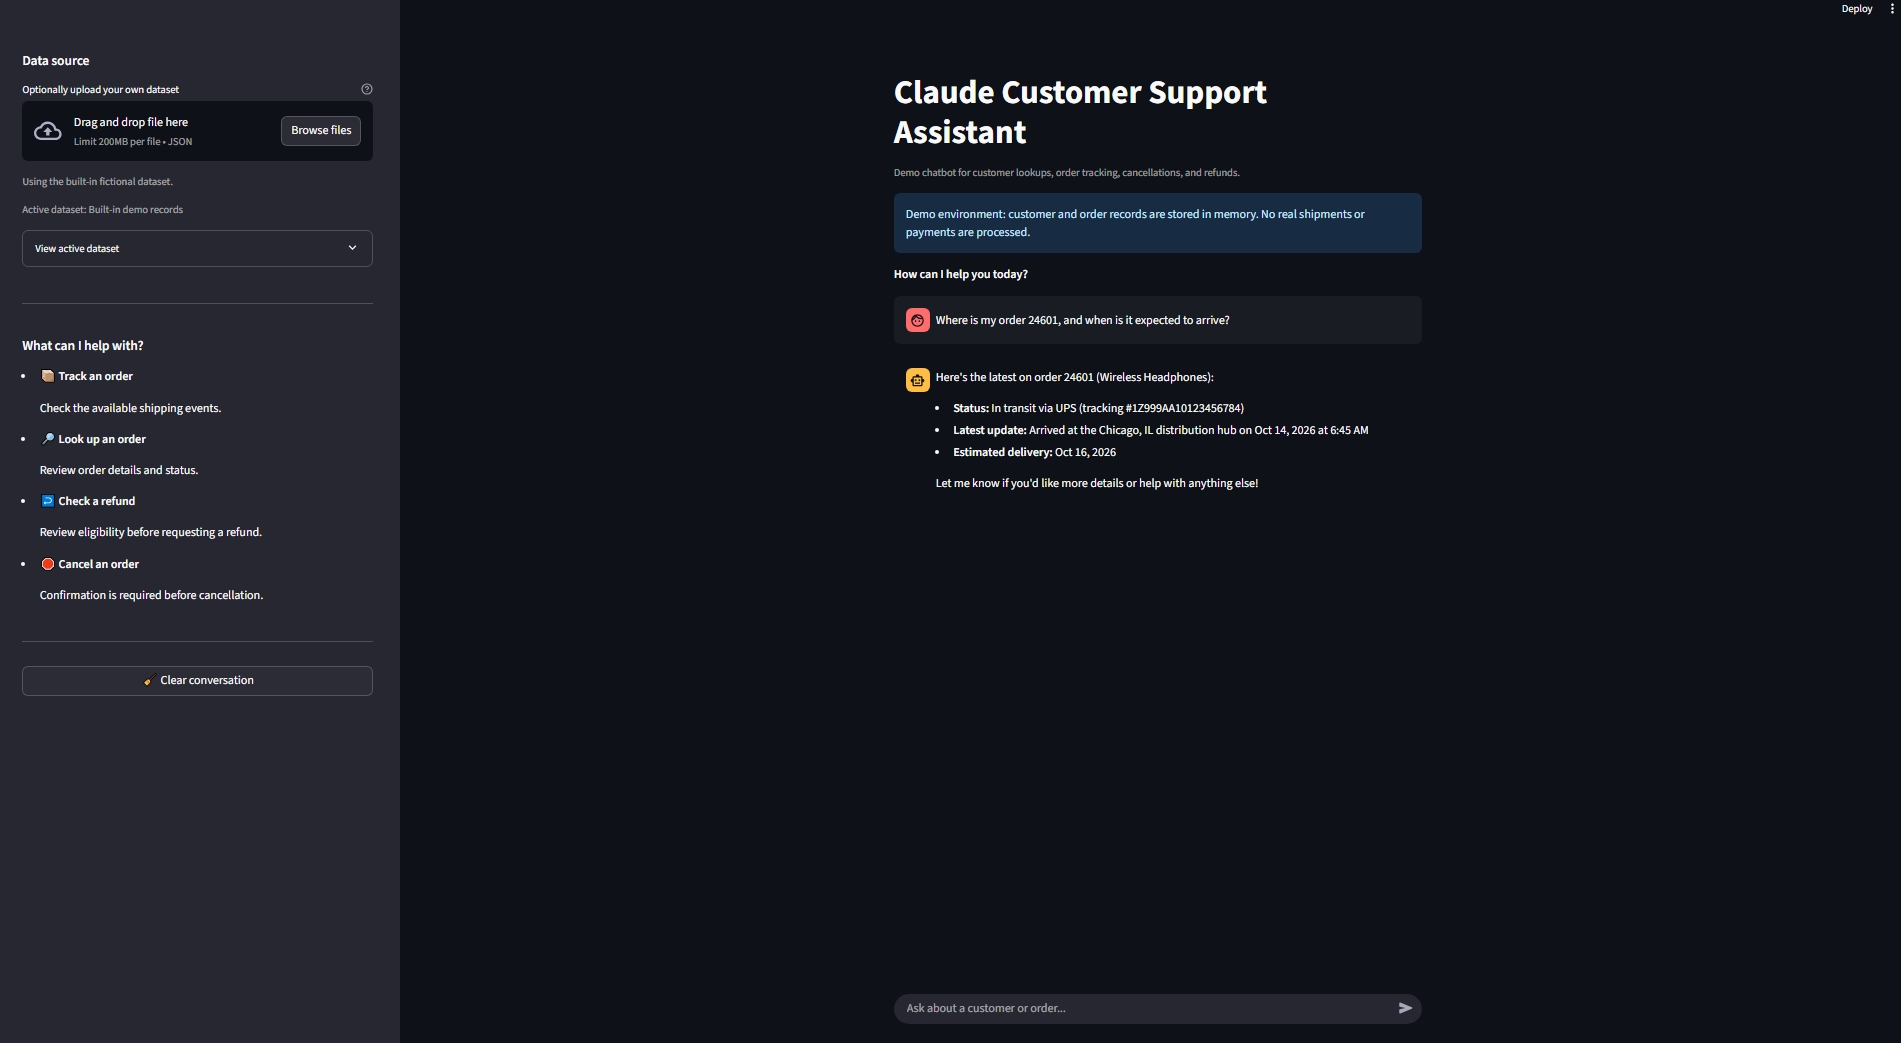 Deploy
Data source
Optionally upload your own dataset
Drag and drop file here
Limit 200MB per file • JSON
Browse files
Using the built-in fictional dataset.
Active dataset: Built-in demo records
View active dataset
What can I help with?
• 📦 Track an order
Check the available shipping events.
• 🔎 Look up an order
Review order details and status.
• ↩️ Check a refund
Review eligibility before requesting a refund.
• 🛑 Cancel an order
Confirmation is required before cancellation.
🧹 Clear conversation
Claude Customer Support
Assistant
Demo chatbot for customer lookups, order tracking, cancellations, and refunds.
Demo environment: customer and order records are stored in memory. No real shipments or
payments are processed.
How can I help you today?
Where is my order 24601, and when is it expected to arrive?
Here's the latest on order 24601 (Wireless Headphones):
• Status: In transit via UPS (tracking #1Z999AA10123456784)
• Latest update: Arrived at the Chicago, IL distribution hub on Oct 14, 2026 at 6:45 AM
• Estimated delivery: Oct 16, 2026
Let me know if you'd like more details or help with anything else!
Ask about a customer or order...